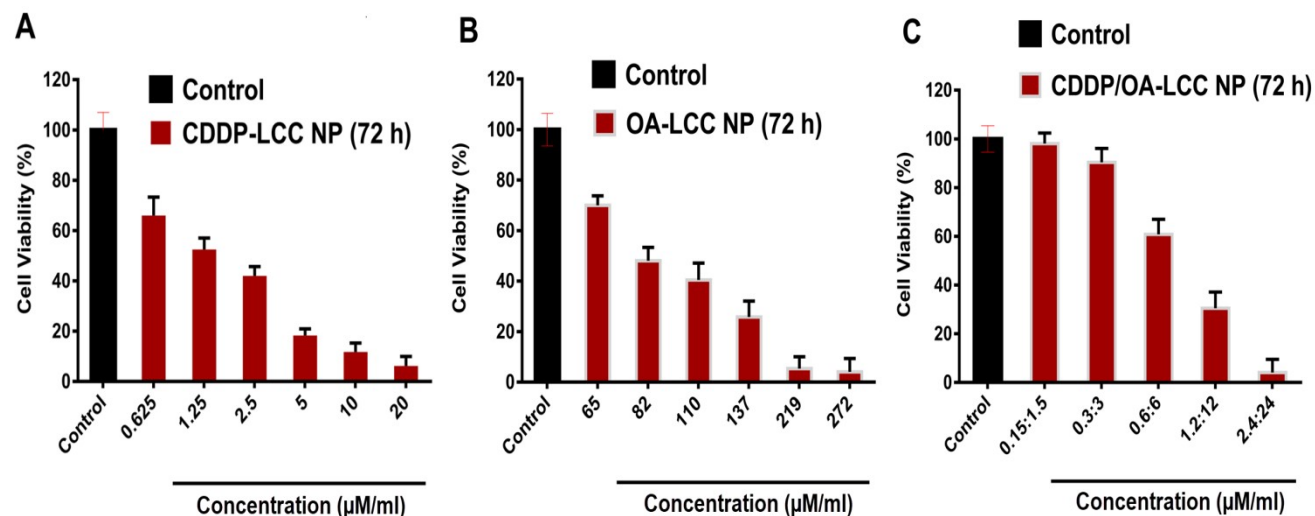 A
Control
CDDP-LCC NP (72 h)
Cell Viability (%)
120
100
80
60
40
20
0
Control
0.625
1.25
2.5
5
10
20
Concentration (µM/ml)
B
Control
OA-LCC NP (72 h)
Cell Viability (%)
120
100
80
60
40
20
0
Control
65
82
110
137
219
272
Concentration (µM/ml)
C
Control
CDDP/OA-LCC NP (72 h)
Cell Viability (%)
120
100
80
60
40
20
0
Control
0.15:1.5
0.3:3
0.6:6
1.2:12
2.4:24
Concentration (µM/ml)